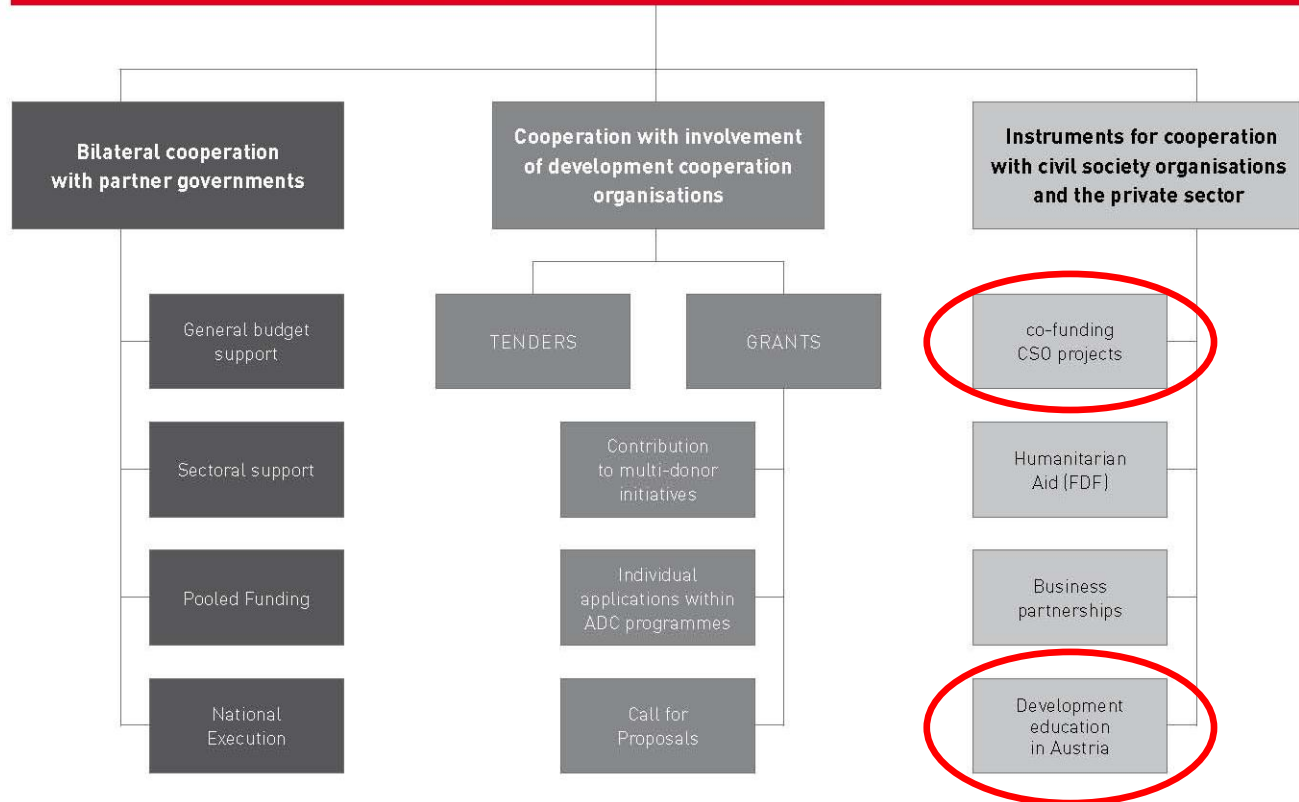 Bilateral cooperation
with partner governments
General budget
support
Sectoral support
Pooled Funding
National
Execution
Cooperation with involvement
of development cooperation
organisations
TENDERS
GRANTS
Contribution
to multi-donor
initiatives
Individual
applications within
ADC programmes
Call for
Proposals
Instruments for cooperation
with civil society organisations
and the private sector
co-funding
CSO projects
Humanitarian
Aid (FDF)
Business
partnerships
Development
education
in Austria